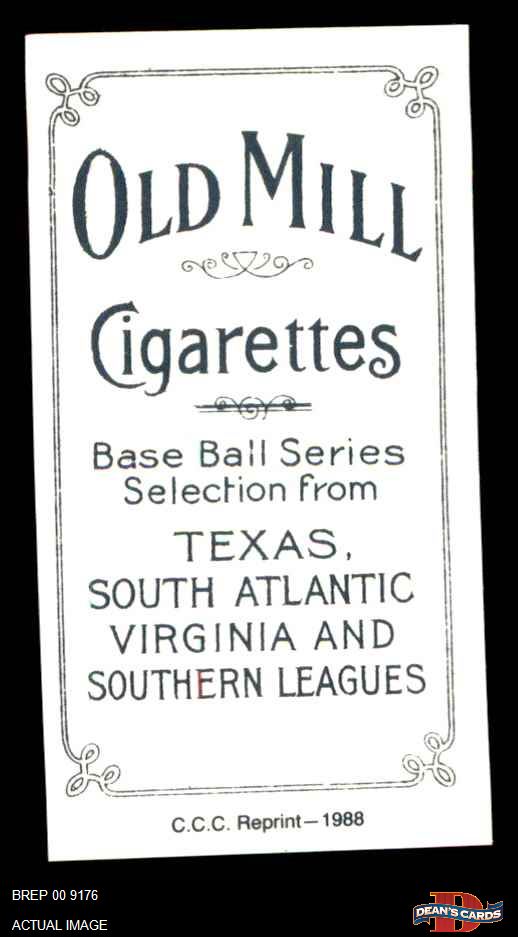 OLD MILL
Cigarettes
Base Ball Series
Selection from
TEXAS,
SOUTH ATLANTIC
VIRGINIA AND
SOUTHERN LEAGUES
C.C.C. Reprint—1988
BREP 00 9176
ACTUAL IMAGE
D
DEAN'S CARDS